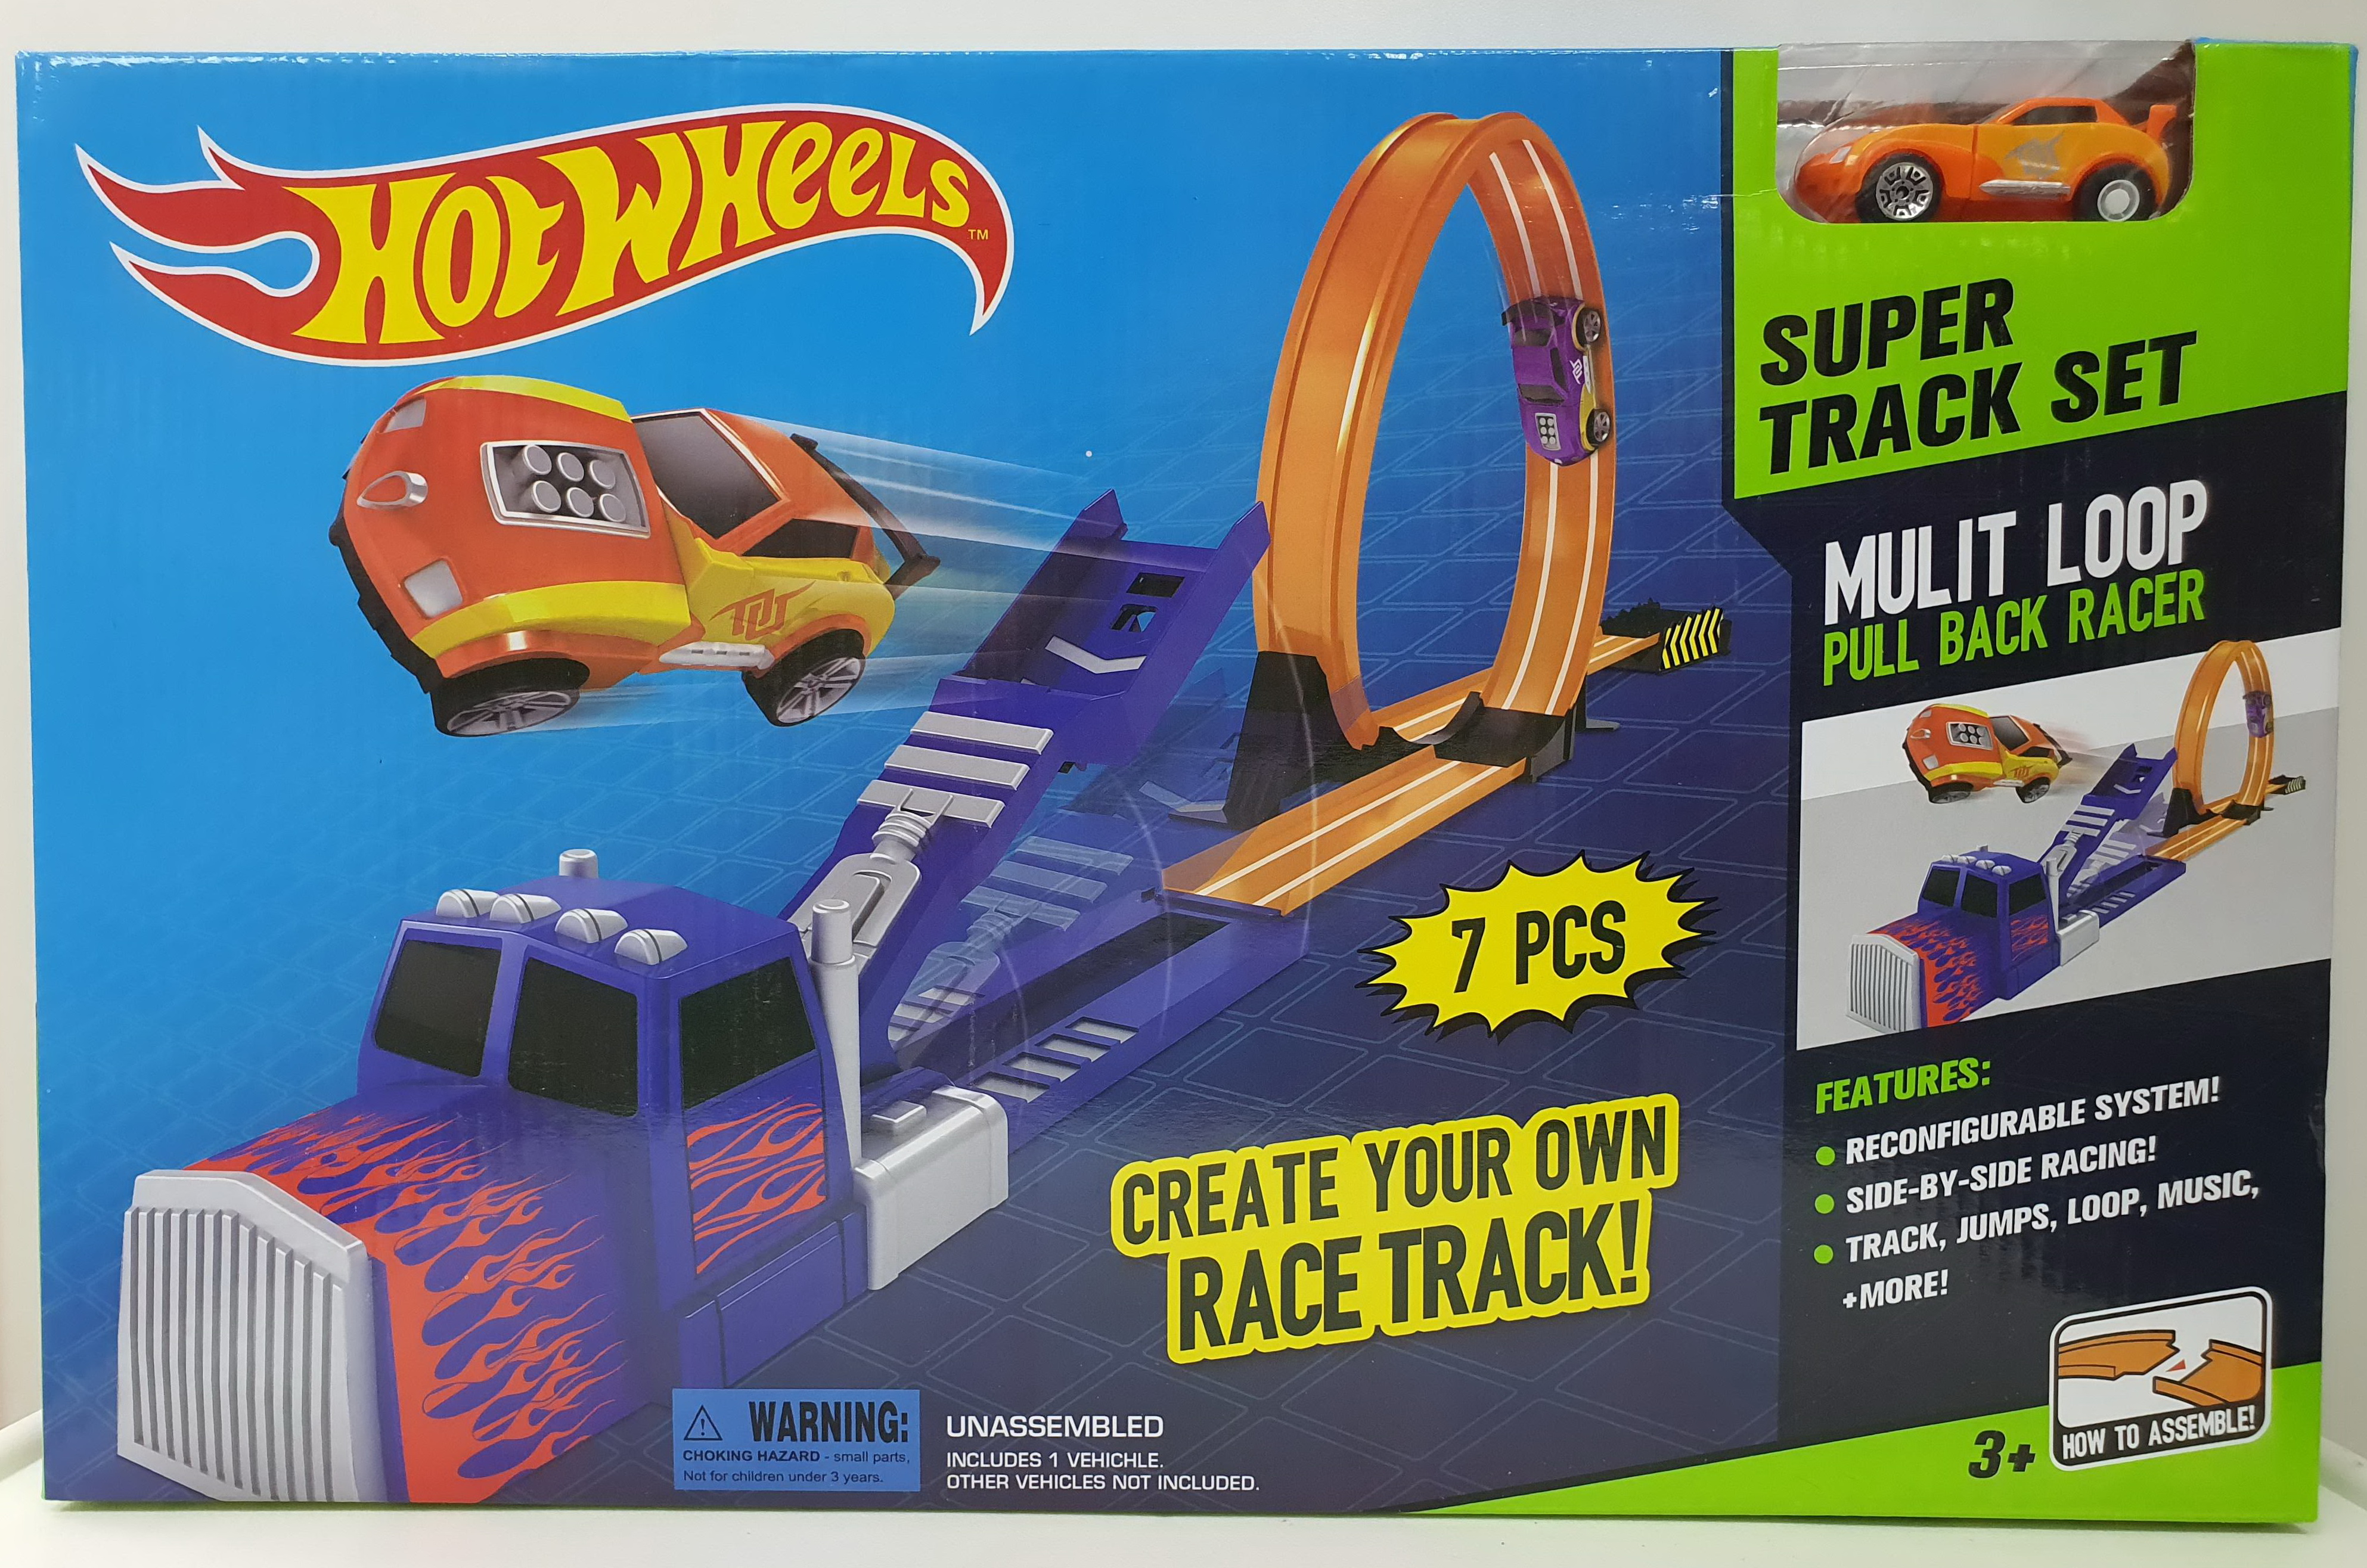 HOT WHEELS™
SUPER
TRACK SET
MULIT LOOP
PULL BACK RACER
7 PCS
CREATE YOUR OWN
RACE TRACK!
FEATURES:
RECONFIGURABLE SYSTEM!
SIDE-BY-SIDE RACING!
TRACK, JUMPS, LOOP, MUSIC,
+MORE!
HOW TO ASSEMBLE!
3+
WARNING:
CHOKING HAZARD - small parts,
Not for children under 3 years.
UNASSEMBLED
INCLUDES 1 VEHICHLE.
OTHER VEHICLES NOT INCLUDED.